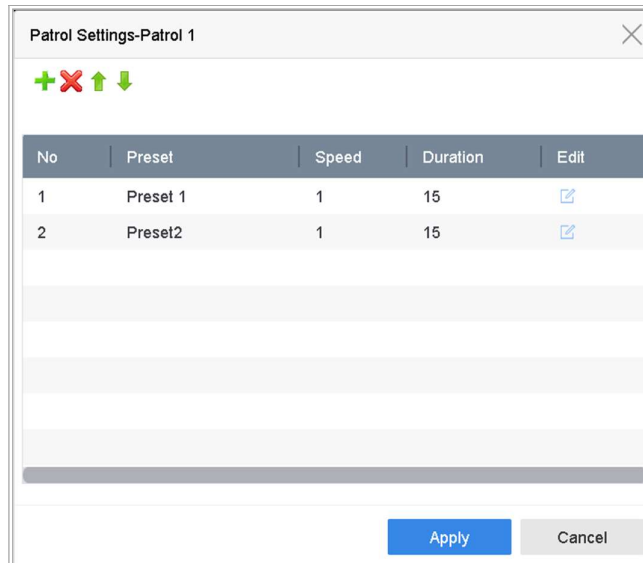 Patrol Settings-Patrol 1
No Preset Speed Duration Edit
1 Preset 1 1 15
2 Preset2 1 15
Apply Cancel